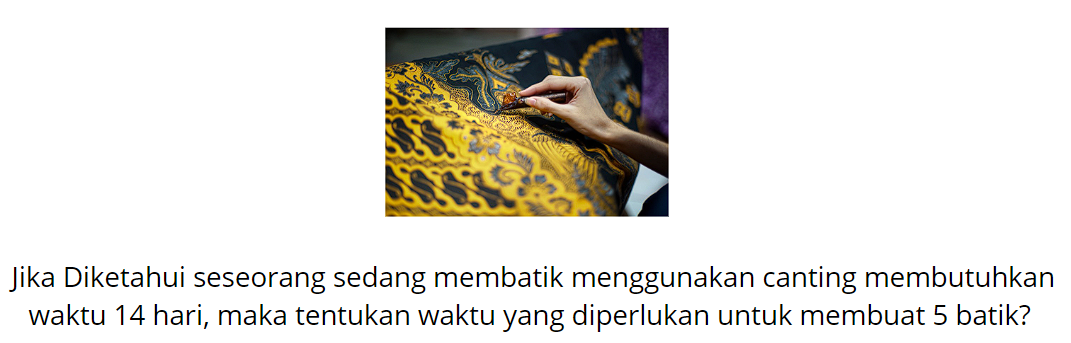 Jika Diketahui seseorang sedang membatik menggunakan canting membutuhkan
waktu 14 hari, maka tentukan waktu yang diperlukan untuk membuat 5 batik?